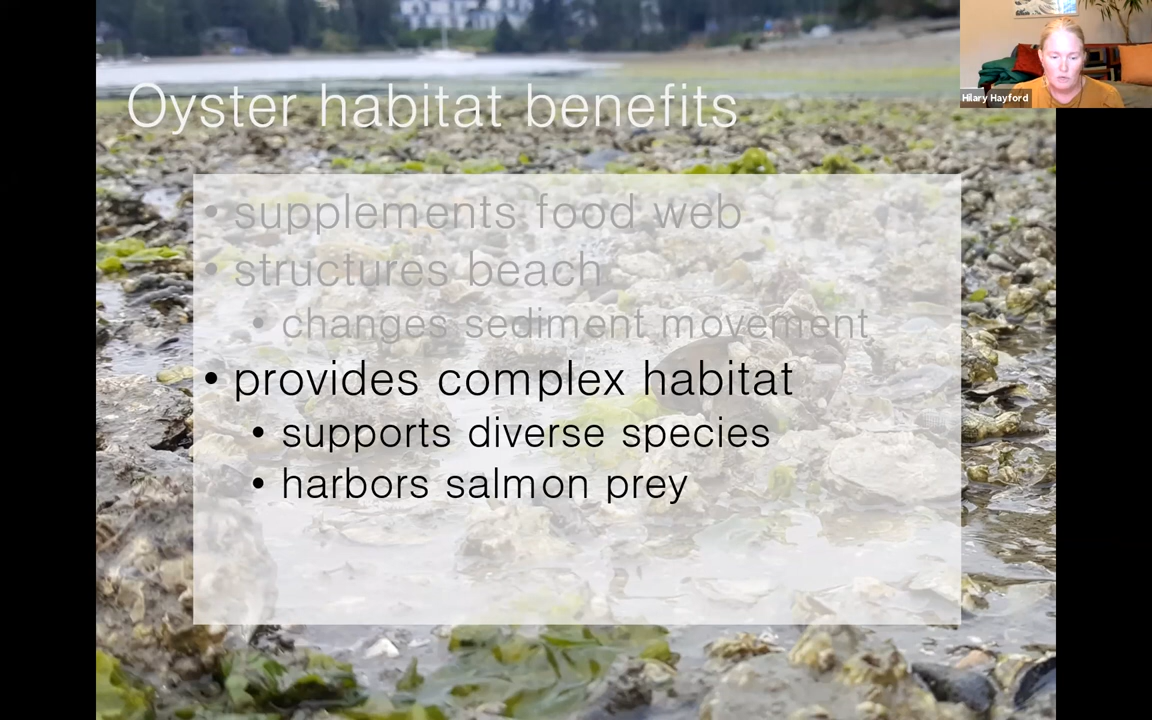 Oyster habitat benefits
Hilary Hayford
• supplements food web
• structures beach
• changes sediment movement
• provides complex habitat
• supports diverse species
• harbors salmon prey